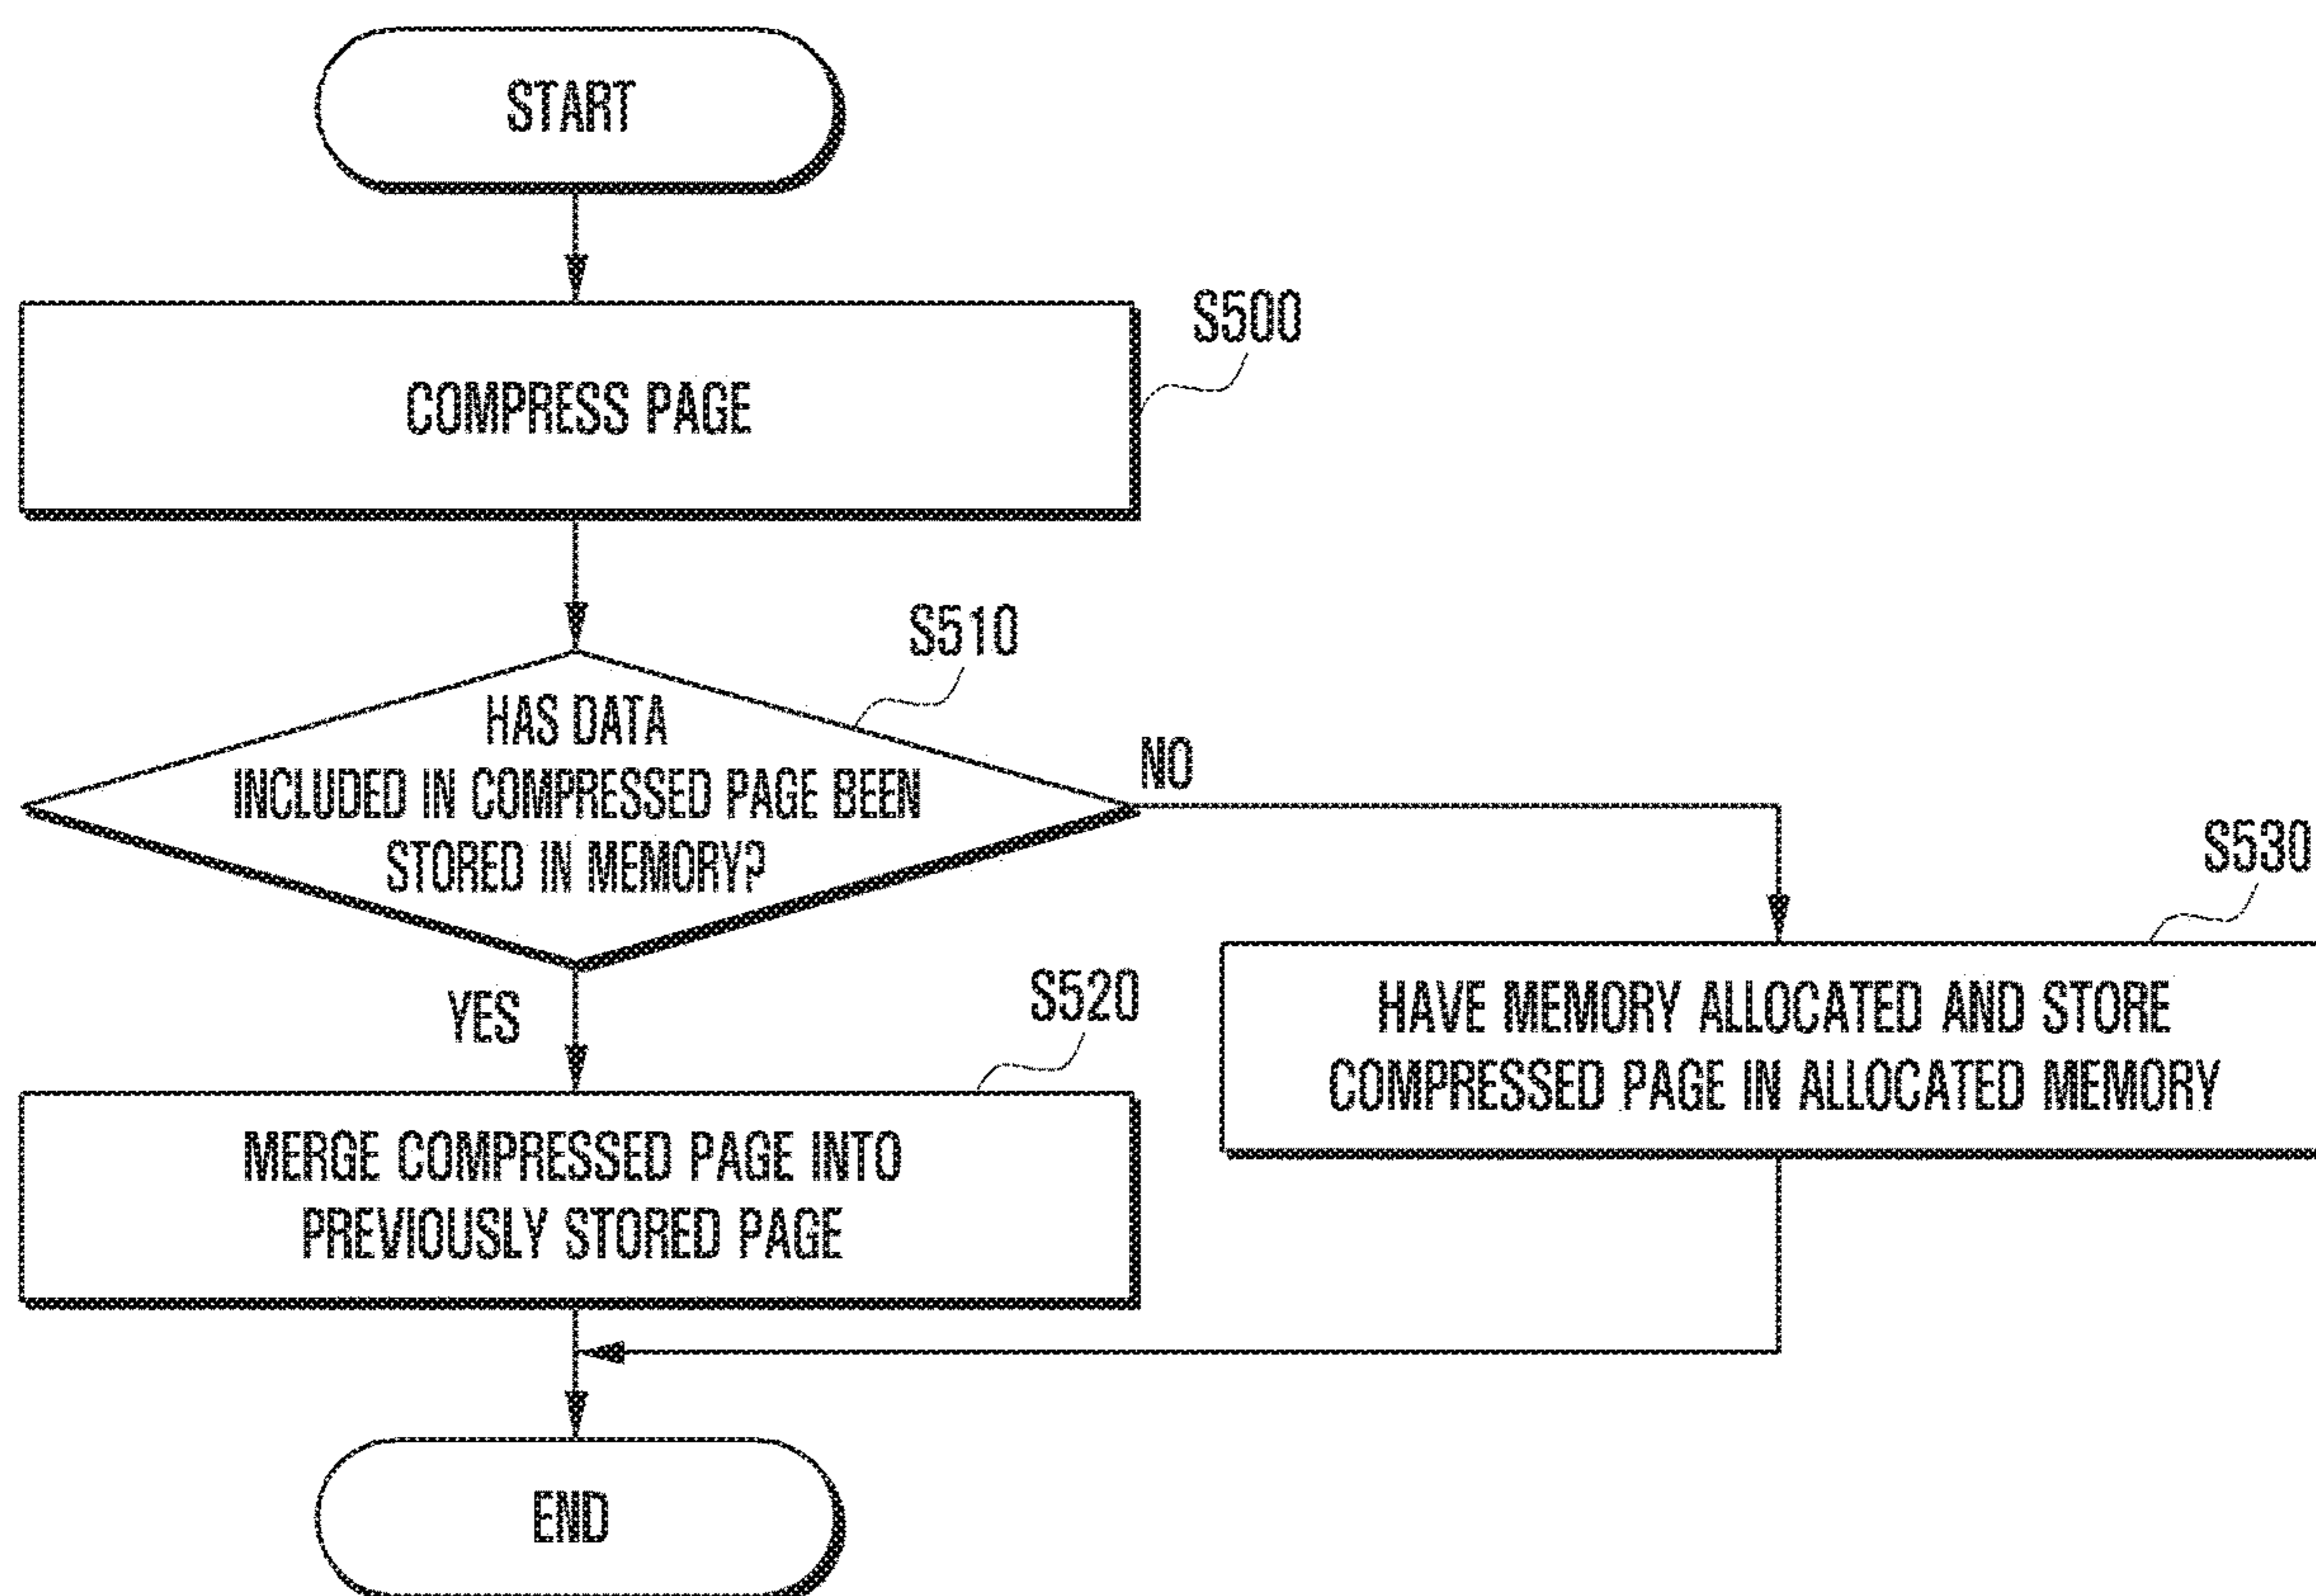 START
S500
COMPRESS PAGE
S510
HAS DATA
INCLUDED IN COMPRESSED PAGE BEEN
STORED IN MEMORY?
NO
YES
S520
S530
MERGE COMPRESSED PAGE INTO
PREVIOUSLY STORED PAGE
HAVE MEMORY ALLOCATED AND STORE
COMPRESSED PAGE IN ALLOCATED MEMORY
END